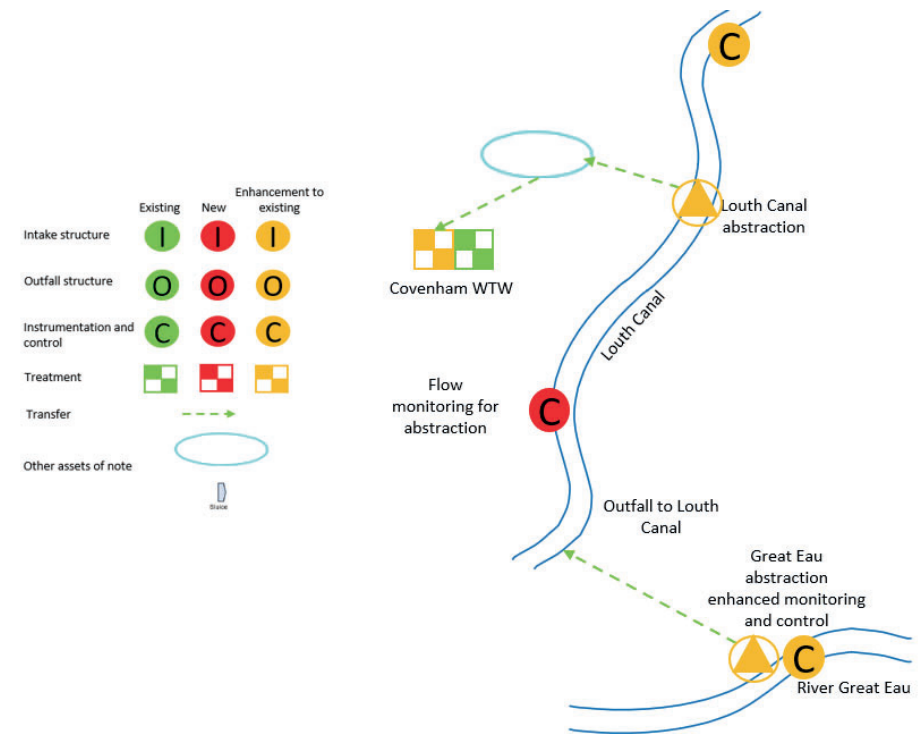 Existing
New
Enhancement to
existing
Intake structure
I
I
I
Outfall structure
O
O
O
Instrumentation and
control
C
C
C
Treatment
Transfer
Other assets of note
Sluice
C
Louth Canal
abstraction
Covenham WTW
Louth Canal
Flow
monitoring for
abstraction
C
Outfall to Louth
Canal
Great Eau
abstraction
enhanced monitoring
and control
C
River Great Eau